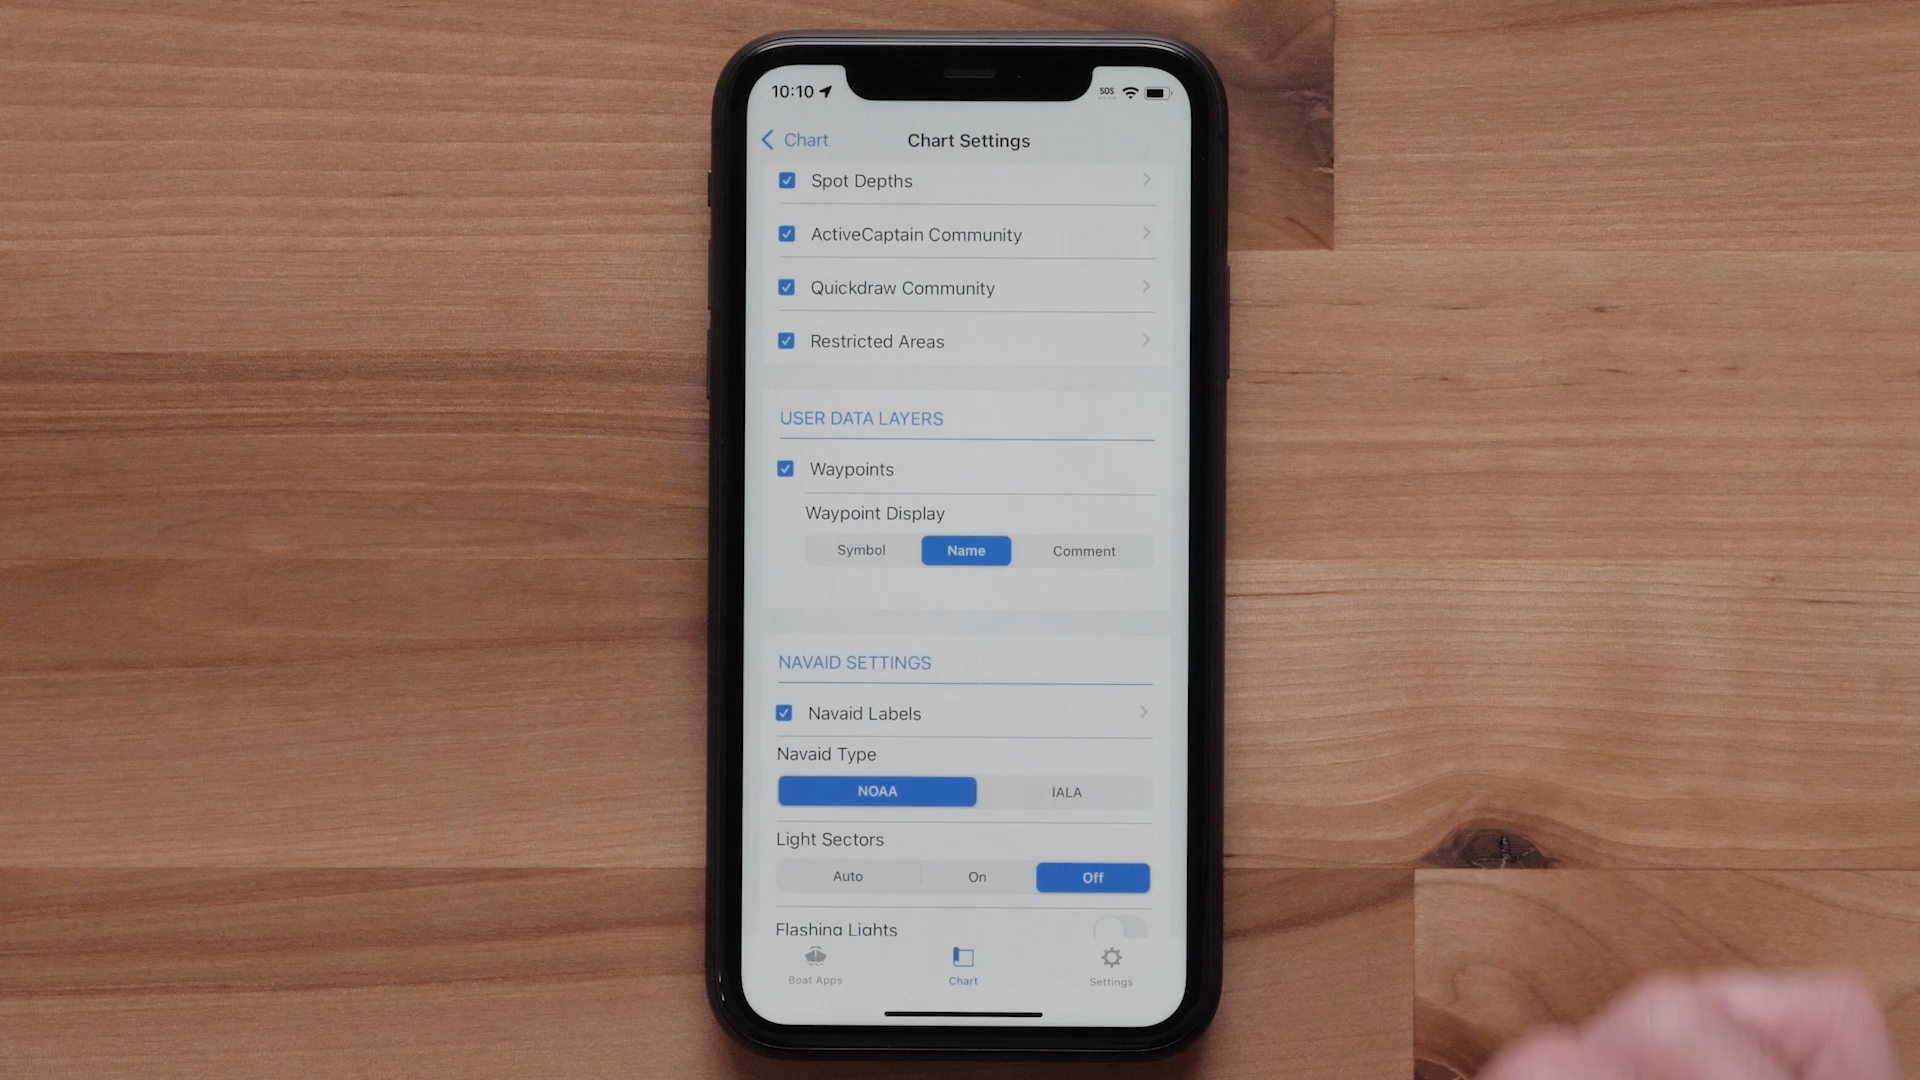 10:10
SOS
Chart
Chart Settings
Spot Depths
ActiveCaptain Community
Quickdraw Community
Restricted Areas
USER DATA LAYERS
Waypoints
Waypoint Display
Symbol Name Comment
NAVAID SETTINGS
Navaid Labels
Navaid Type
NOAA IALA
Light Sectors
Auto On Off
Flashing Lights
Boat Apps Chart Settings